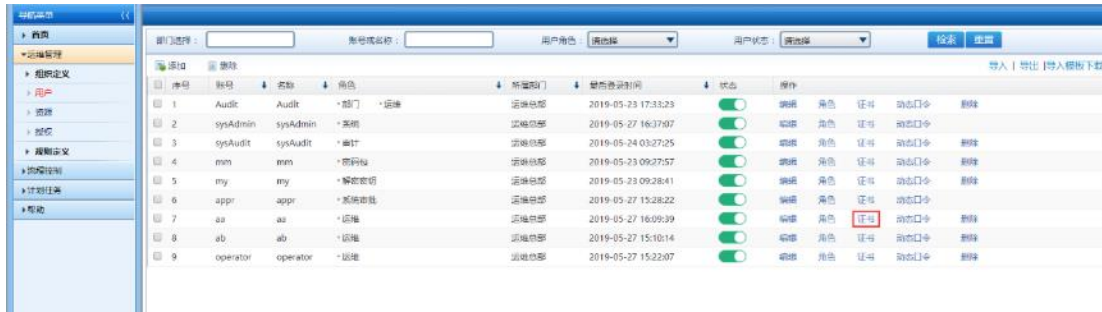 导航菜单 <<
首页
运维管理
组织定义
用户
资源
授权
规则定义
流程控制
计划任务
帮助
部门选择： 账号或名称： 用户角色： 请选择 用户状态： 请选择 检索 重置
添加 删除 导入 | 导出 |导入模板下载
序号 账号 名称 角色 所属部门 最后登录时间 状态 操作
1 Audit Audit •部门 •运维 运维总部 2019-05-23 17:33:23 编辑 角色 证书 动态口令 删除
2 sysAdmin sysAdmin •系统 运维总部 2019-05-27 16:37:07 编辑 角色 证书 动态口令
3 sysAudit sysAudit •审计 运维总部 2019-05-24 03:27:25 编辑 角色 证书 动态口令 删除
4 mm mm •密码组 运维总部 2019-05-23 09:27:57 编辑 角色 证书 动态口令 删除
5 my my •解密密钥 运维总部 2019-05-23 09:28:41 编辑 角色 证书 动态口令 删除
6 appr appr •系统审批 运维总部 2019-05-27 15:28:22 编辑 角色 证书 动态口令
7 aa aa •运维 运维总部 2019-05-27 16:09:39 编辑 角色 证书 动态口令 删除
8 ab ab •运维 运维总部 2019-05-27 15:10:14 编辑 角色 证书 动态口令 删除
9 operator operator •运维 运维总部 2019-05-27 15:22:07 编辑 角色 证书 动态口令 删除